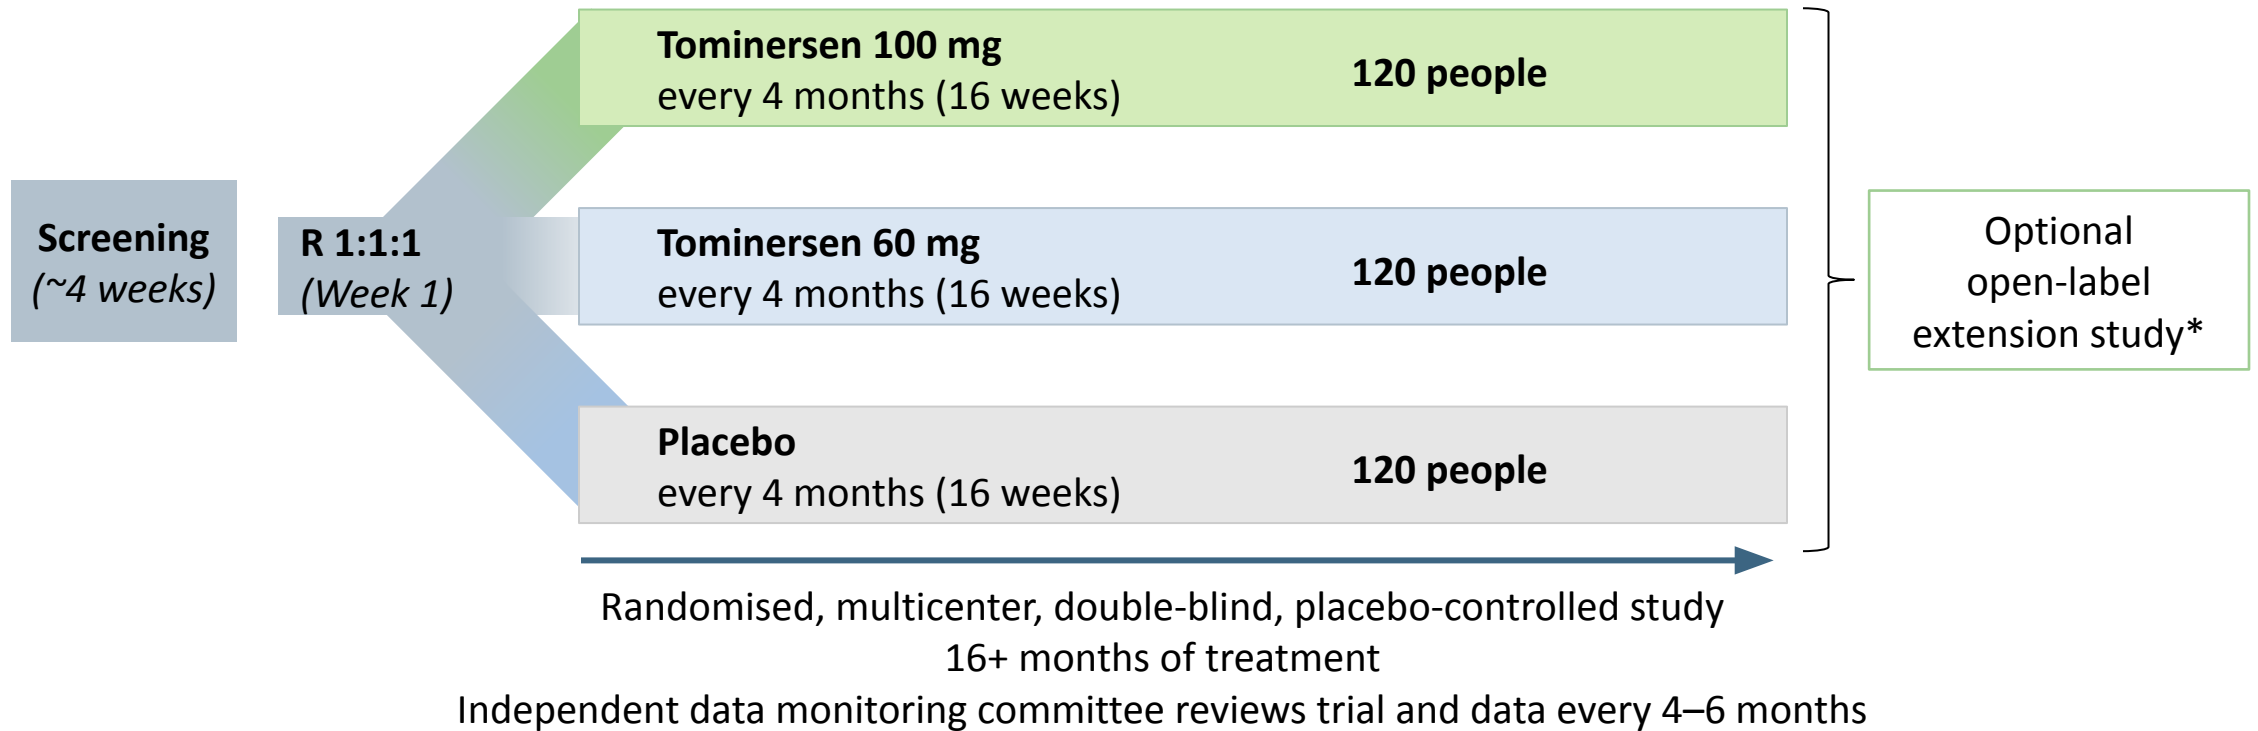 Screening
(~4 weeks)
R 1:1:1
(Week 1)
Tominersen 100 mg
every 4 months (16 weeks)
120 people
Tominersen 60 mg
every 4 months (16 weeks)
120 people
Placebo
every 4 months (16 weeks)
120 people
Optional
open-label
extension study*
Randomised, multicenter, double-blind, placebo-controlled study
16+ months of treatment
Independent data monitoring committee reviews trial and data every 4–6 months